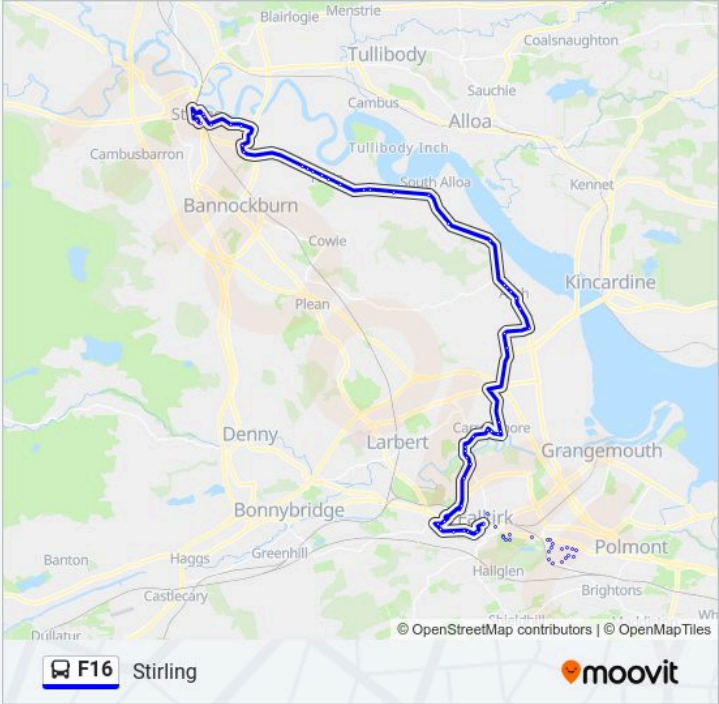 Blairlogie
Menstrie
Coalsnaughton
Tullibody
Sauchie
Cambus
Alloa
Cambusbarron
Tullibody Inch
South Alloa
Kennet
Bannockburn
Cowie
Kincardine
Plean
Denny
Larbert
Grangemouth
Bonnybridge
Polmont
Banton
Haggs
Greenhill
Hallglen
Castlecary
Brightons
© OpenStreetMap contributors | © OpenMapTiles
F16 Stirling
moovit